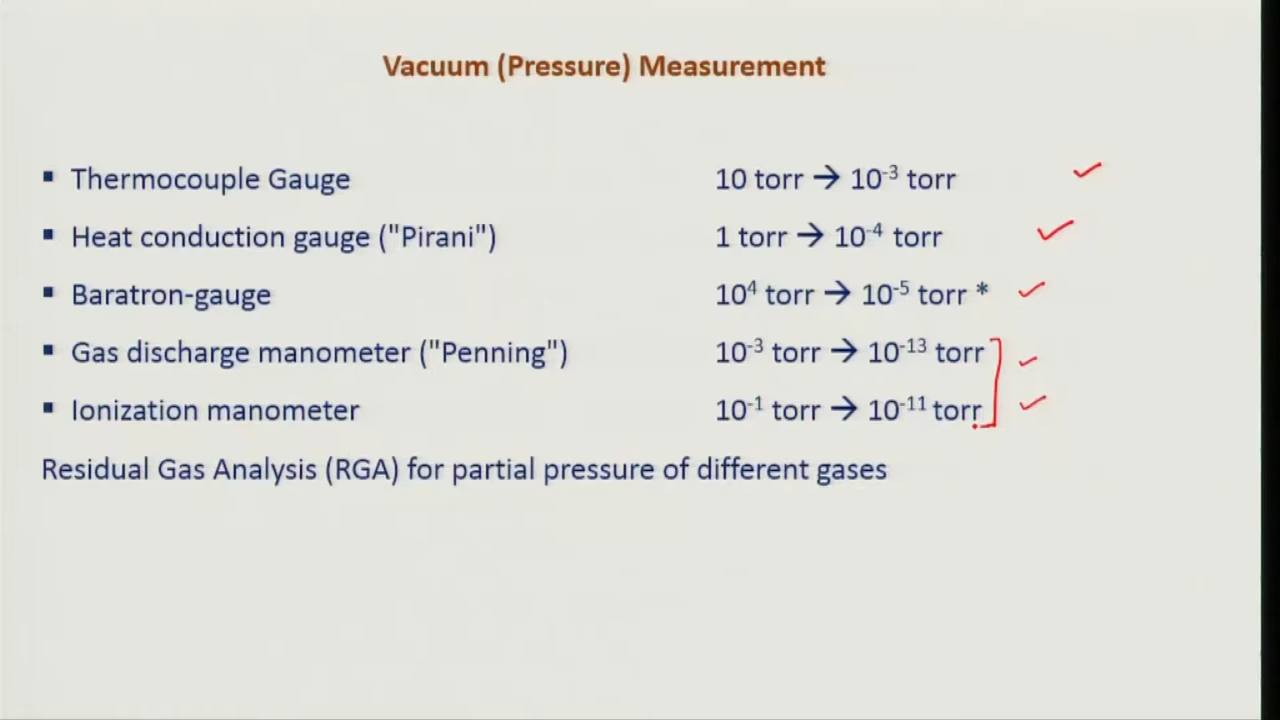 Vacuum (Pressure) Measurement
▪ Thermocouple Gauge 10 torr → 10⁻³ torr
▪ Heat conduction gauge ("Pirani") 1 torr → 10⁻⁴ torr
▪ Baratron-gauge 10⁴ torr → 10⁻⁵ torr *
▪ Gas discharge manometer ("Penning") 10⁻³ torr → 10⁻¹³ torr
▪ Ionization manometer 10⁻¹ torr → 10⁻¹¹ torr
Residual Gas Analysis (RGA) for partial pressure of different gases